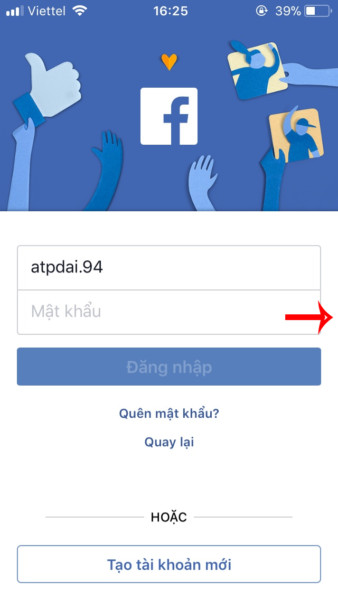 Viettel 16:25 39%
f
atpdai.94
Mật khẩu
Đăng nhập
Quên mật khẩu?
Quay lại
HOẶC
Tạo tài khoản mới